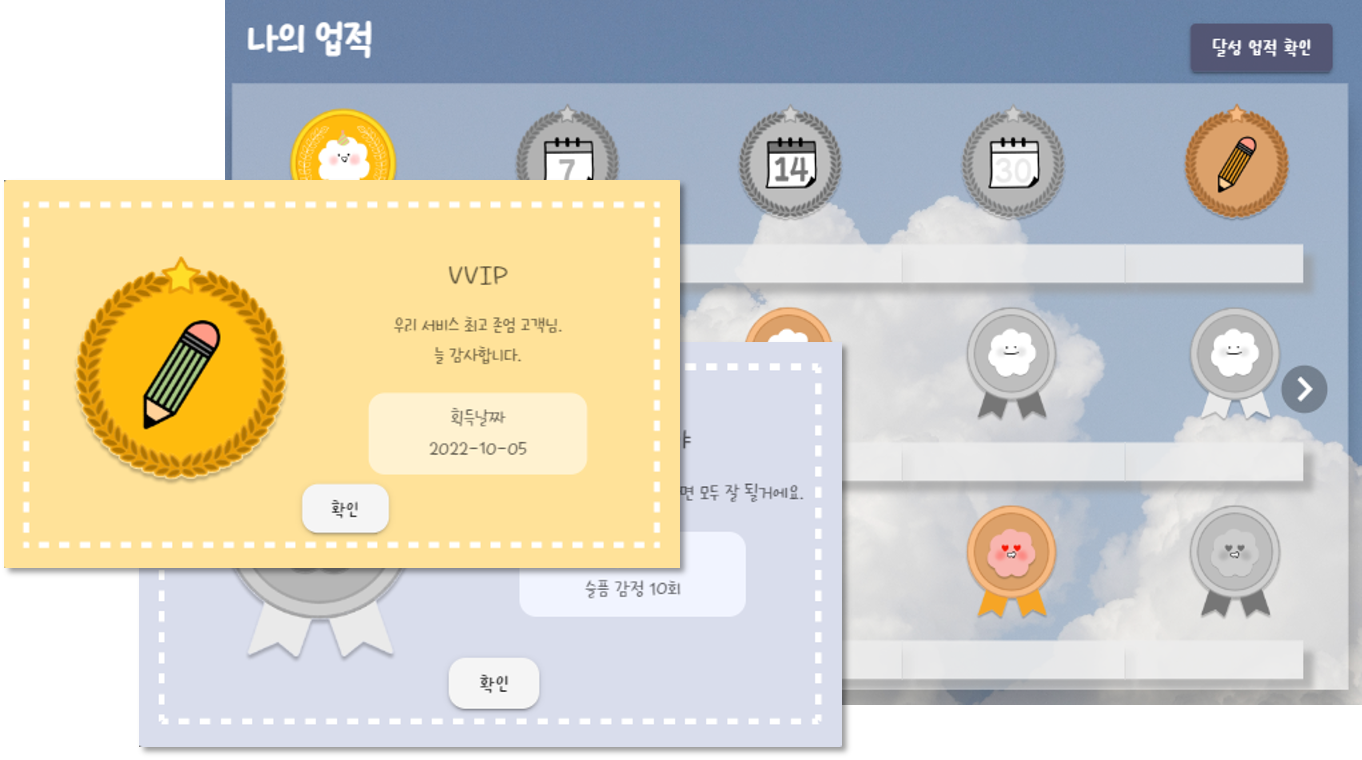 나의 업적
달성 업적 확인
7
14
30
VVIP
우리 서비스 최고 존엄 고객님.
늘 감사합니다.
획득날짜
2022-10-05
확인
면 모두 잘 될거에요.
슬픔 감정 10회
확인